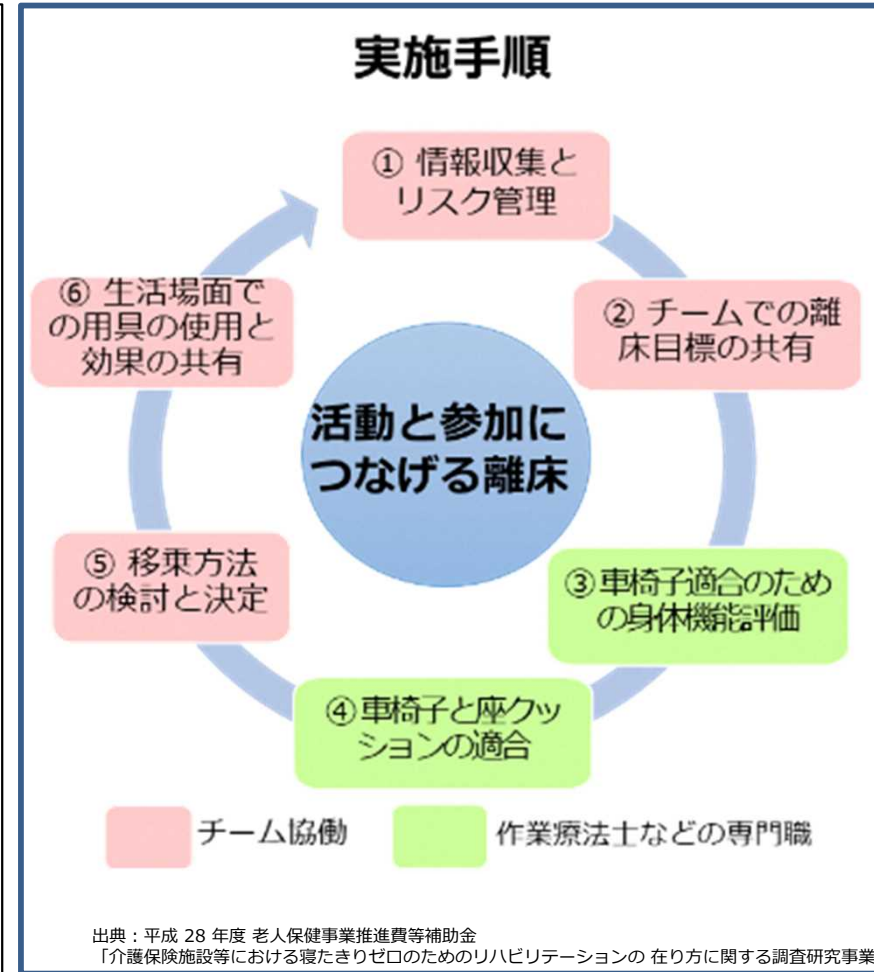 実施手順
① 情報収集と
リスク管理
② チームでの離
床目標の共有
③ 車椅子適合のため
の身体機能評価
④ 車椅子と座クッ
ションの適合
⑤ 移乗方法
の検討と決定
⑥ 生活場面で
の用具の使用と
効果の共有
活動と参加に
つなげる離床
チーム協働
作業療法士などの専門職
出典：平成 28 年度 老人保健事業推進費等補助金
「介護保険施設等における寝たきりゼロのためのリハビリテーションの 在り方に関する調査研究事業